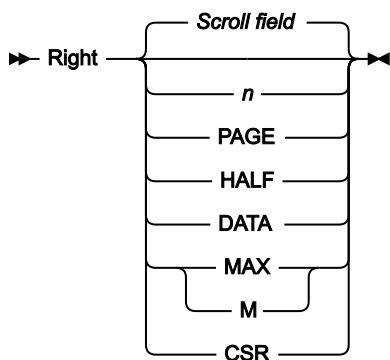 Scroll field
Right
n
PAGE
HALF
DATA
MAX
M
CSR